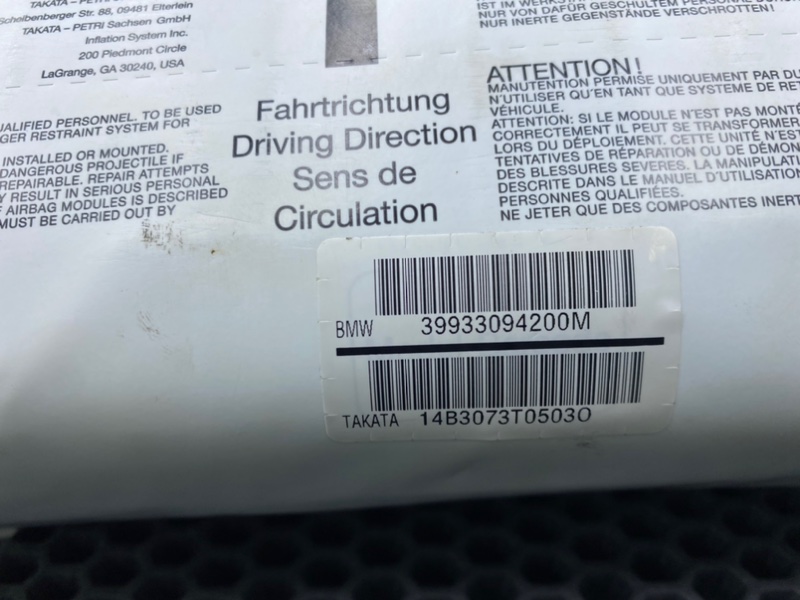 TAKATA – PETRI
Scheibenberger Str. 88, 09481 Elterlein
TAKATA – PETRI Sachsen GmbH
Inflation System Inc.
200 Piedmont Circle
LaGrange, GA 30240, USA
IST IM WERKSTA
NUR VON DAFÜR GESCHULTEM PERSONAL
NUR INERTE GEGENSTÄNDE VERSCHROTTEN!
UALIFIED PERSONNEL. TO BE USED
GER RESTRAINT SYSTEM FOR
INSTALLED OR MOUNTED.
DANGEROUS PROJECTILE IF
REPAIRABLE. REPAIR ATTEMPTS
Y RESULT IN SERIOUS PERSONAL
F AIRBAG MODULES IS DESCRIBED
MUST BE CARRIED OUT BY
Fahrtrichtung
Driving Direction
Sens de
Circulation
ATTENTION!
MANUTENTION PERMISE UNIQUEMENT PAR DU
N'UTILISER QU'EN TANT QUE SYSTEME DE RET
VÉHICULE.
ATTENTION: SI LE MODULE N'EST PAS MONTÉ
CORRECTEMENT IL PEUT SE TRANSFORMER
LORS DU DÉPLOIEMENT. CETTE UNITÉ N'EST
TENTATIVES DE RÉPARATION OU DE DÉMON
DES BLESSURES SEVERES. LA MANIPULAT
DESCRITE DANS LE MANUEL D'UTILISATION
PERSONNES QUALIFIÉES.
NE JETER QUE DES COMPOSANTES INERT
BMW 39933094200M
TAKATA 14B3073T0503O